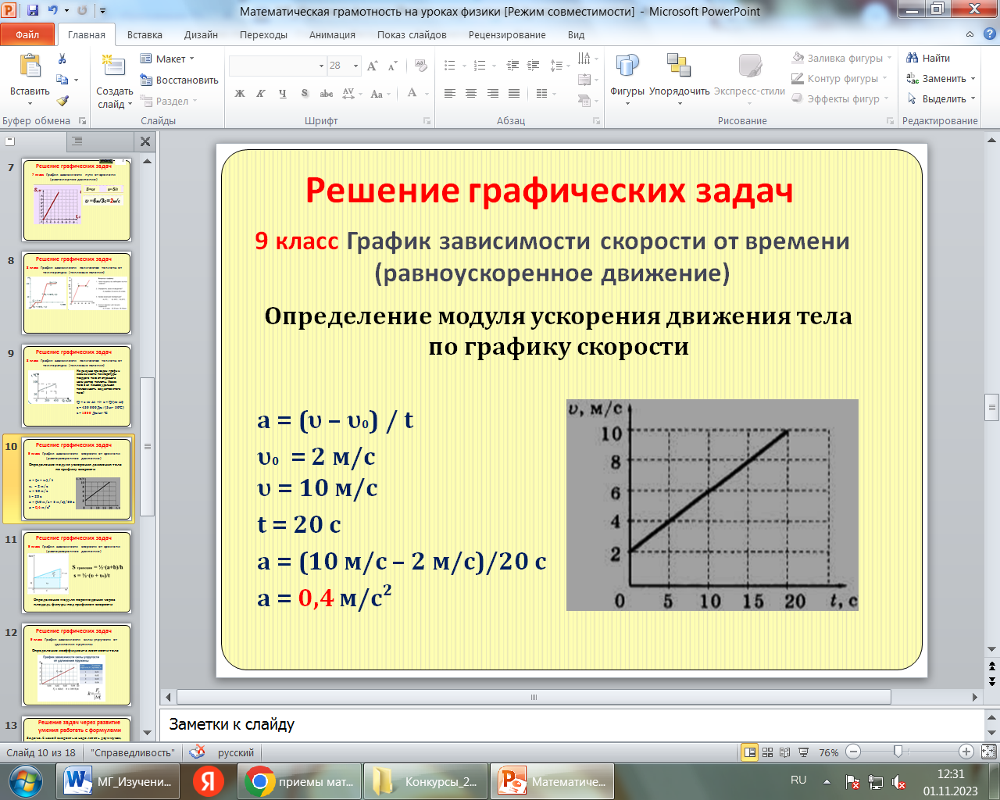 Математическая грамотность на уроках физики [Режим совместимости] - Microsoft PowerPoint
Файл Главная Вставка Дизайн Переходы Анимация Показ слайдов Рецензирование Вид
Вставить
Буфер обмена
Создать слайд
Макет
Восстановить
Раздел
Слайды
28
Ж К Ч S abc AV Aa A
Шрифт
Абзац
Фигуры Упорядочить Экспресс-стили
Заливка фигуры
Контур фигуры
Эффекты фигур
Рисование
Найти
Заменить
Выделить
Редактирование
7
Решение графических задач
8
Решение графических задач
9
Решение графических задач
10
Решение графических задач
11
Решение графических задач
12
Решение графических задач
13
Решение задач через развитие
умения работать с формулами
Решение графических задач
9 класс График зависимости скорости от времени
(равноускоренное движение)
Определение модуля ускорения движения тела
по графику скорости
a = (υ – υ₀) / t
υ₀ = 2 м/с
υ = 10 м/с
t = 20 с
a = (10 м/с – 2 м/с)/20 с
a = 0,4 м/с²
υ, м/с
10
8
6
4
2
0 5 10 15 20 t, с
Заметки к слайду
Слайд 10 из 18 "Справедливость" русский 76%
МГ_Изучени... Я приемы мат... Конкурсы_2... Математиче... RU 12:31
01.11.2023